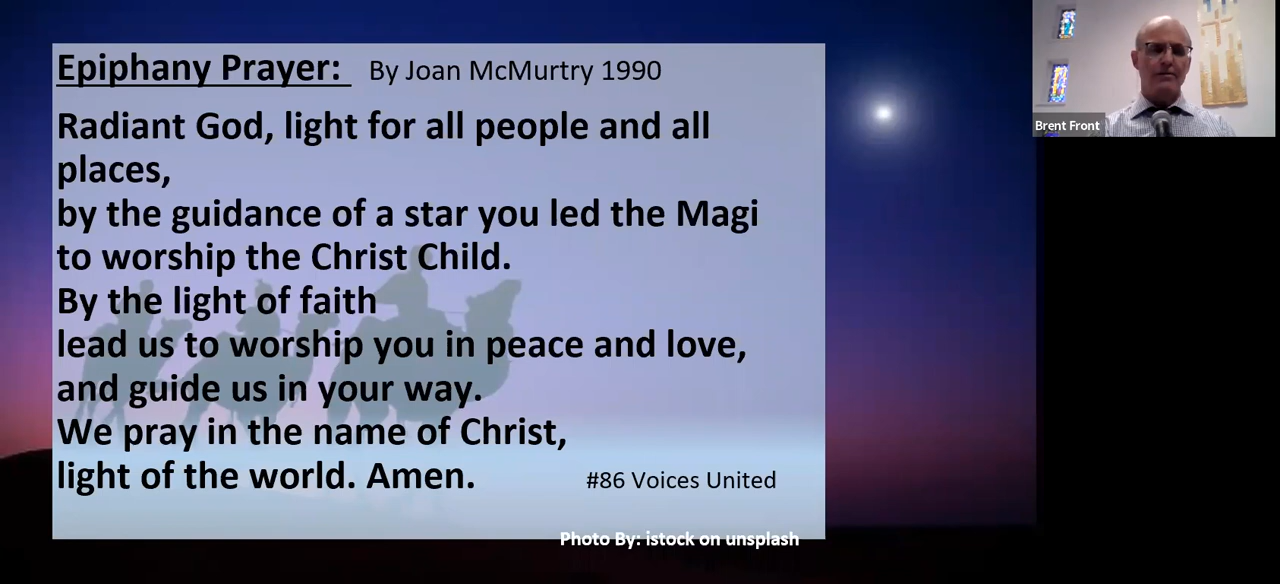 Epiphany Prayer: By Joan McMurtry 1990
Radiant God, light for all people and all
places,
by the guidance of a star you led the Magi
to worship the Christ Child.
By the light of faith
lead us to worship you in peace and love,
and guide us in your way.
We pray in the name of Christ,
light of the world. Amen. #86 Voices United
Photo By: istock on unsplash
Brent Front